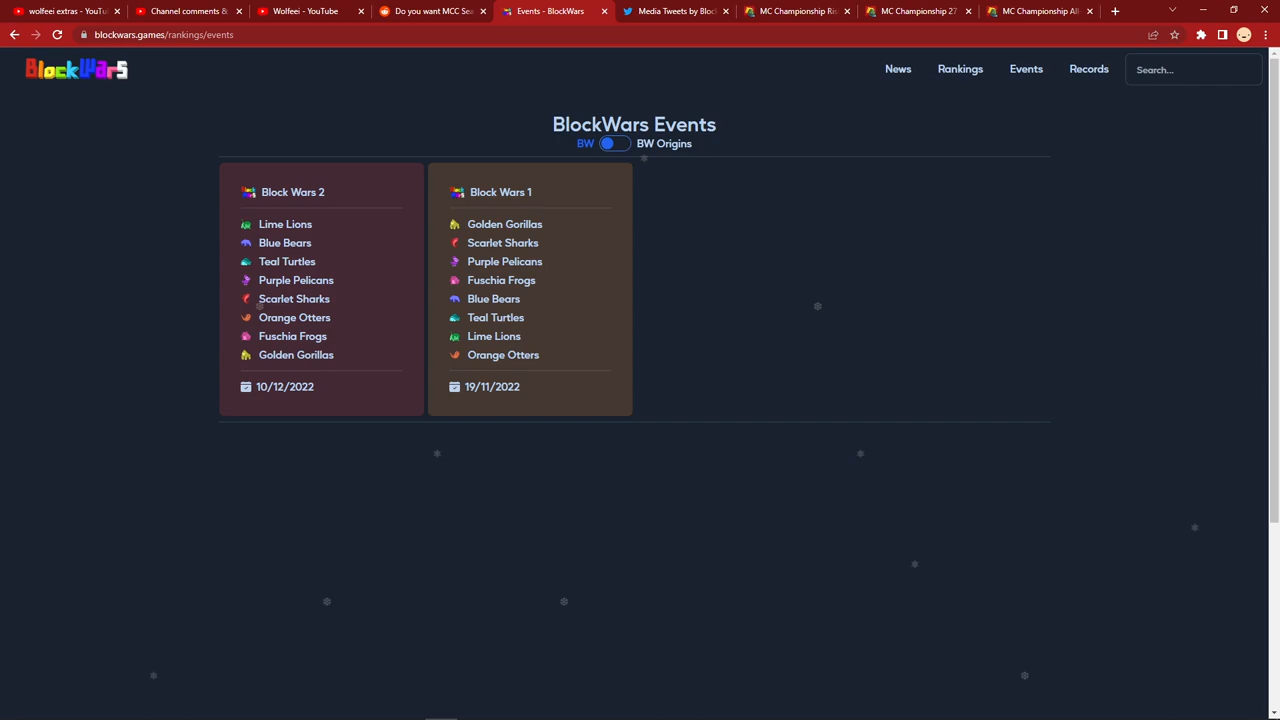 wolfeei extras - YouTu
Channel comments &
Wolfeei - YouTube
Do you want MCC Sea
Events - BlockWars
Media Tweets by Bloc
MC Championship Ris
MC Championship 27
MC Championship All
blockwars.games/rankings/events
BlockWars
News
Rankings
Events
Records
Search...
BlockWars Events
BW
BW Origins
Block Wars 2
Lime Lions
Blue Bears
Teal Turtles
Purple Pelicans
Scarlet Sharks
Orange Otters
Fuschia Frogs
Golden Gorillas
10/12/2022
Block Wars 1
Golden Gorillas
Scarlet Sharks
Purple Pelicans
Fuschia Frogs
Blue Bears
Teal Turtles
Lime Lions
Orange Otters
19/11/2022